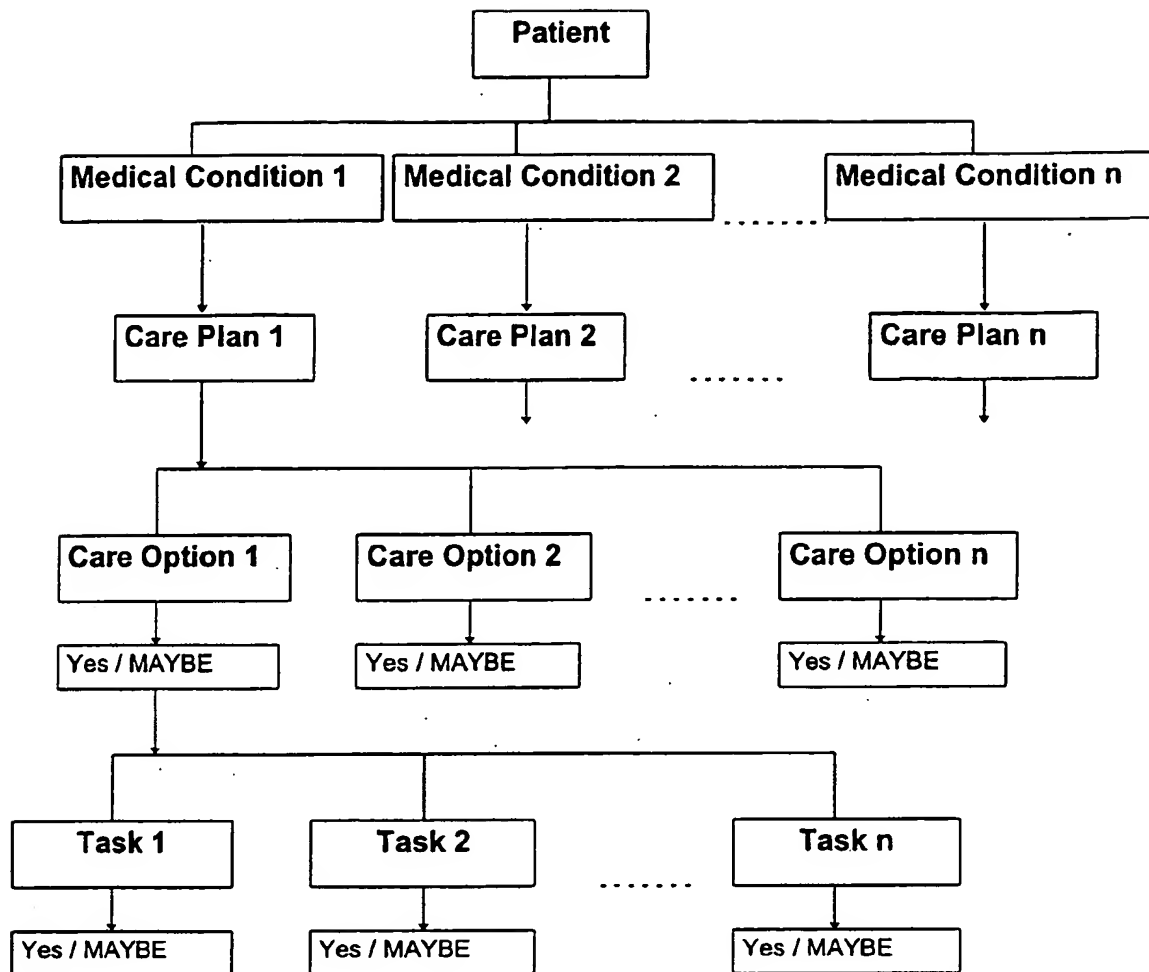 Patient
Medical Condition 1
Medical Condition 2
Medical Condition n
Care Plan 1
Care Plan 2
Care Plan n
Care Option 1
Care Option 2
Care Option n
Yes / MAYBE
Yes / MAYBE
Yes / MAYBE
Task 1
Task 2
Task n
Yes / MAYBE
Yes / MAYBE
Yes / MAYBE